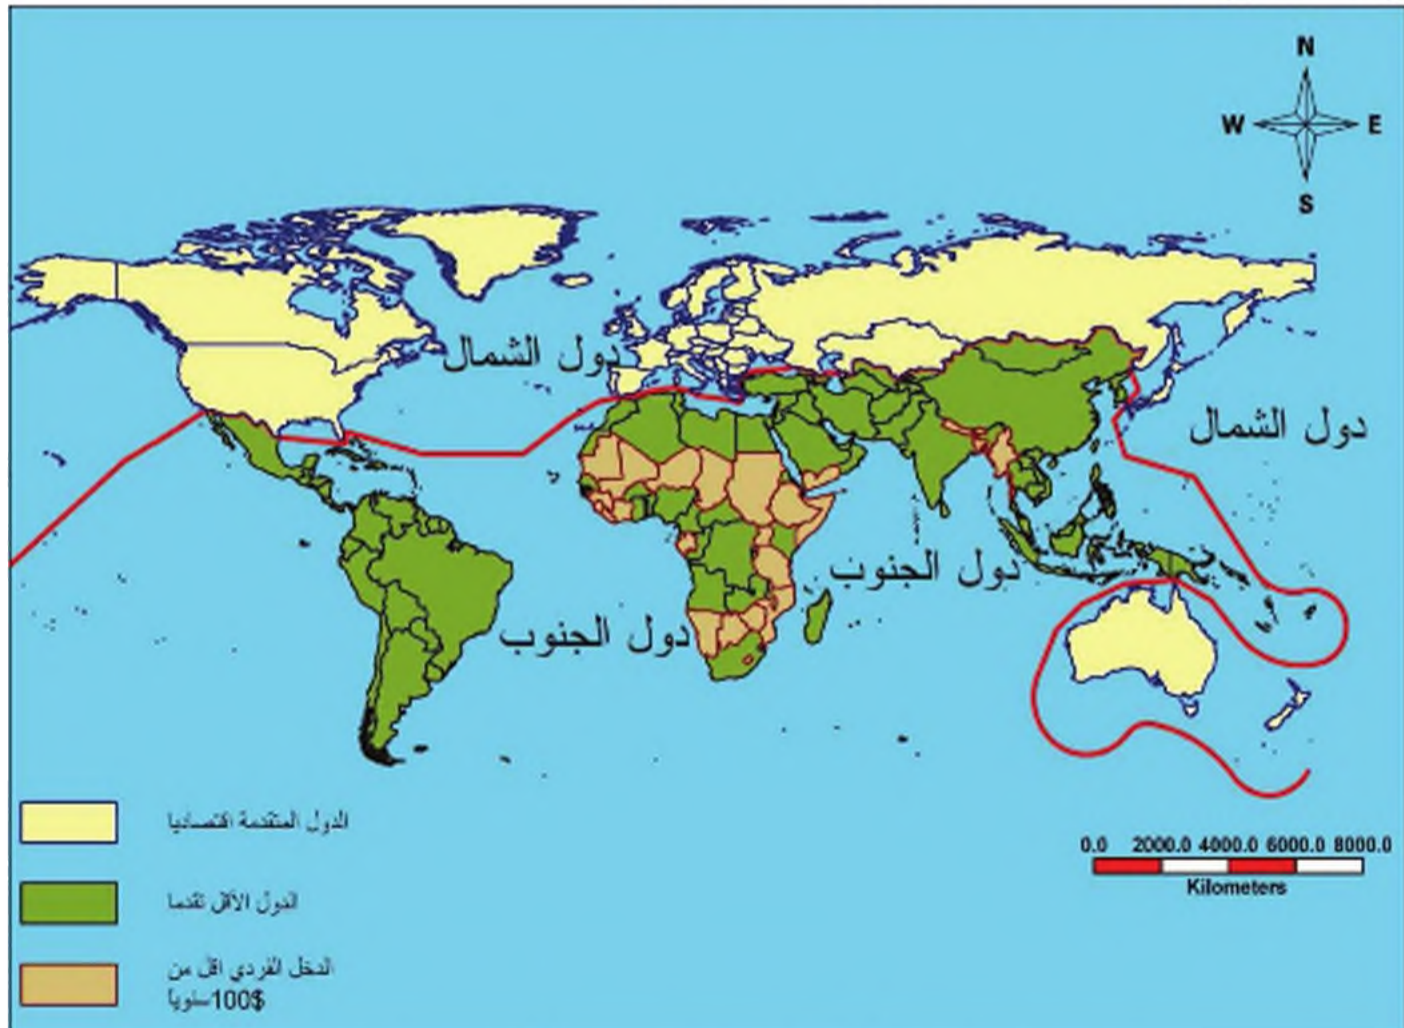 N
W E
S
دول الشمال
دول الشمال
دول الجنوب
دول الجنوب
الدول المتقدمة اقتصاديا
الدول الأقل تقدما
الدخل الفردي اقل من
100$سنوياً
0.0 2000.0 4000.0 6000.0 8000.0
Kilometers